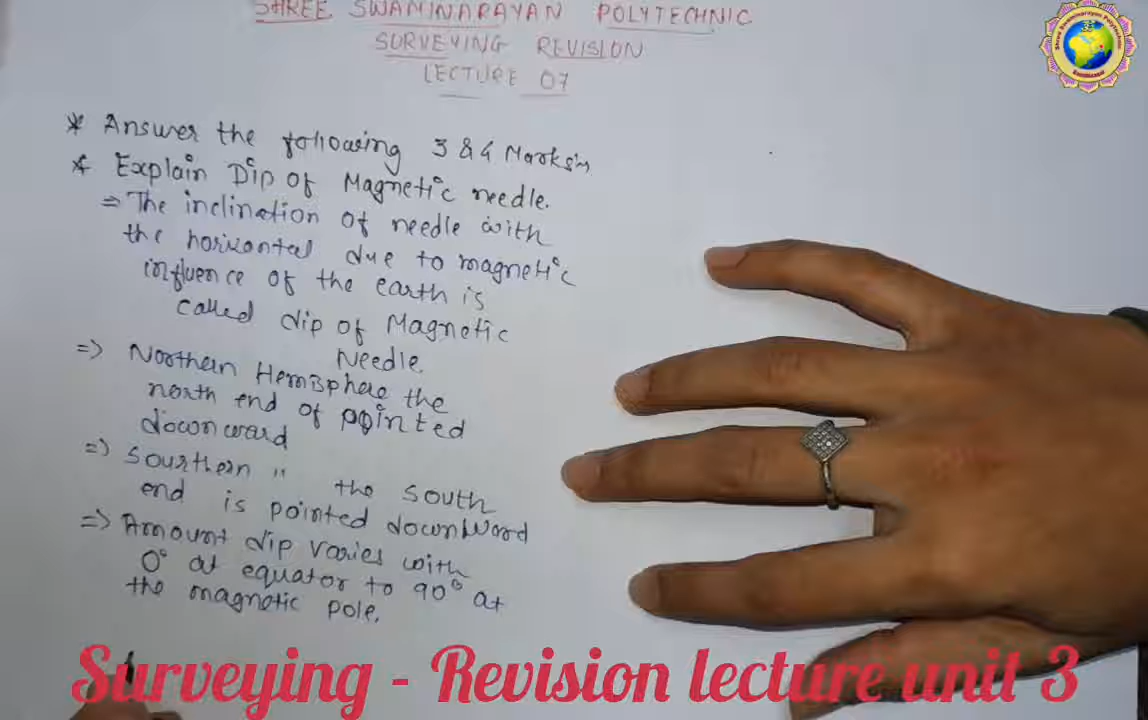 SHREE SWAMINARAYAN POLYTECHNIC
SURVEYING REVISION
LECTURE 07
* Answer the following 3 & 4 Marks
* Explain Dip Of Magnetic needle.
⇒ The inclination of needle with
the horizontal due to magnetic
influence of the earth is
called dip of Magnetic
Needle.
=> Northern Hemisphere the
north end of pointed
downward
=> Sourthern " the south
end is pointed downword
=> Amount dip varies with
0° at equator to 90° at
the magnetic pole.
Surveying - Revision lecture unit 3